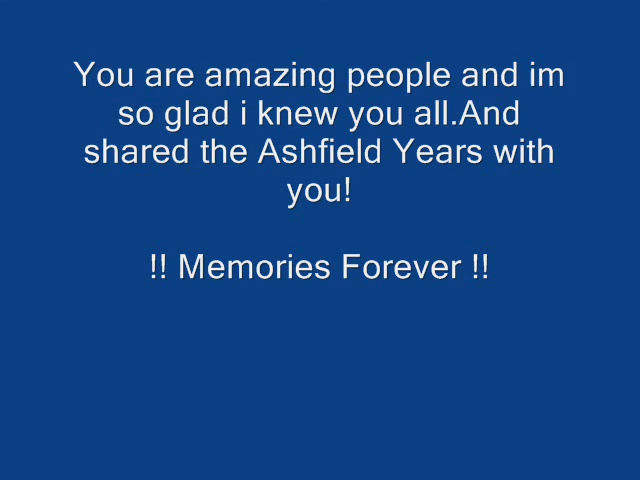 You are amazing people and im
so glad i knew you all.And
shared the Ashfield Years with
you!
!! Memories Forever !!